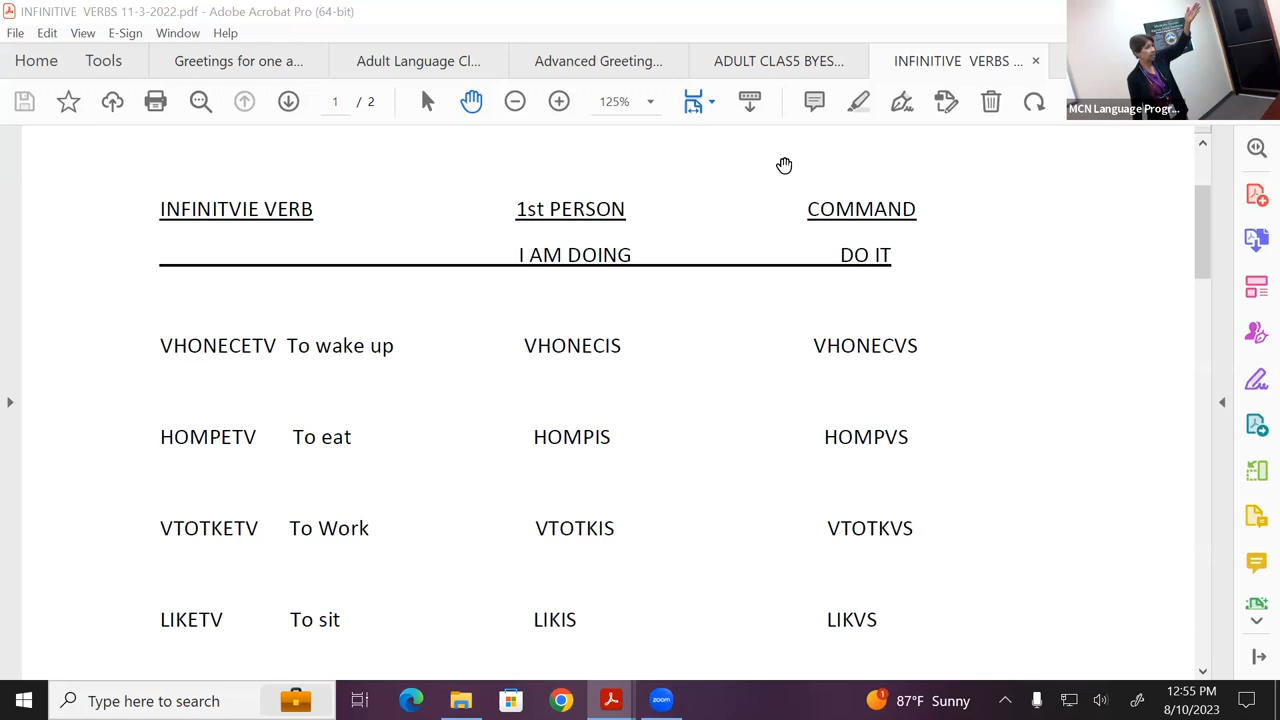 INFINITIVE  VERBS 11-3-2022.pdf - Adobe Acrobat Pro (64-bit)
File Edit View E-Sign Window Help
Home Tools Greetings for one a... Adult Language Cl... Advanced Greeting... ADULT CLAS5 BYES... INFINITIVE  VERBS ... ×
1 / 2 125%
MCN Language Progr...
INFINITVIE VERB 1st PERSON COMMAND
I AM DOING DO IT
VHONECETV To wake up VHONECIS VHONECVS
HOMPETV To eat HOMPIS HOMPVS
VTOTKETV To Work VTOTKIS VTOTKVS
LIKETV To sit LIKIS LIKVS
Type here to search
zoom
1
87°F Sunny
12:55 PM
8/10/2023